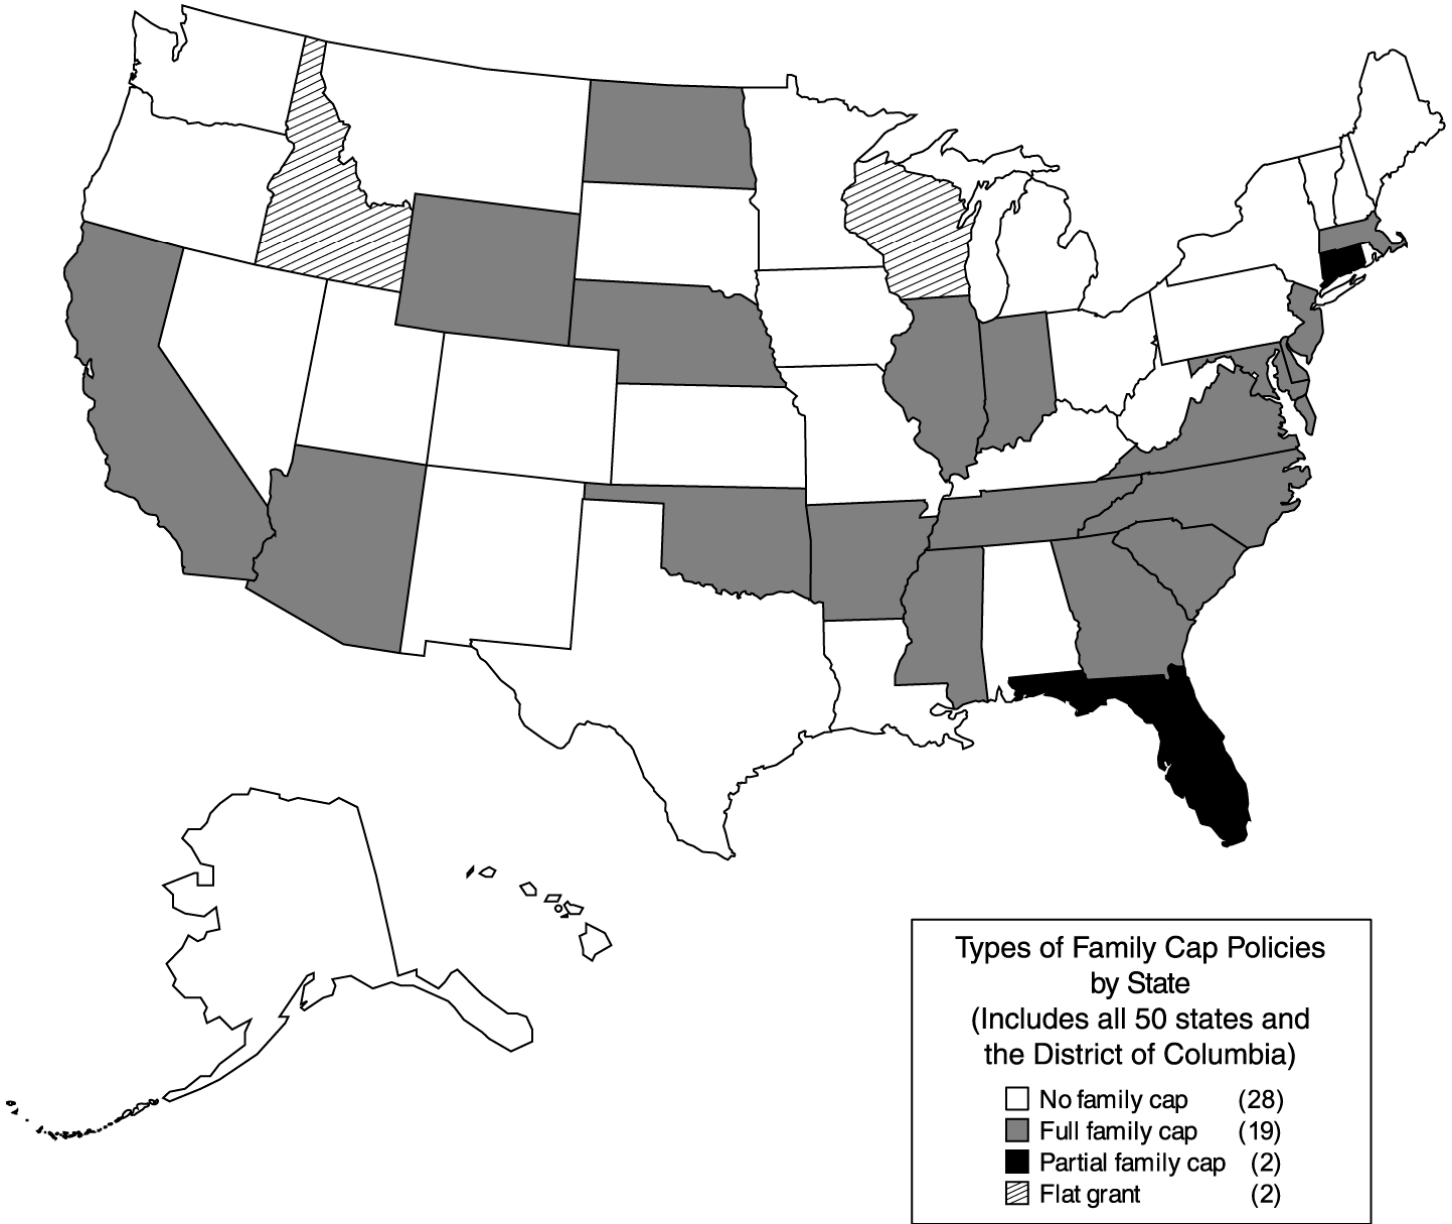 Types of Family Cap Policies
by State
(Includes all 50 states and
the District of Columbia)
No family cap (28)
Full family cap (19)
Partial family cap (2)
Flat grant (2)